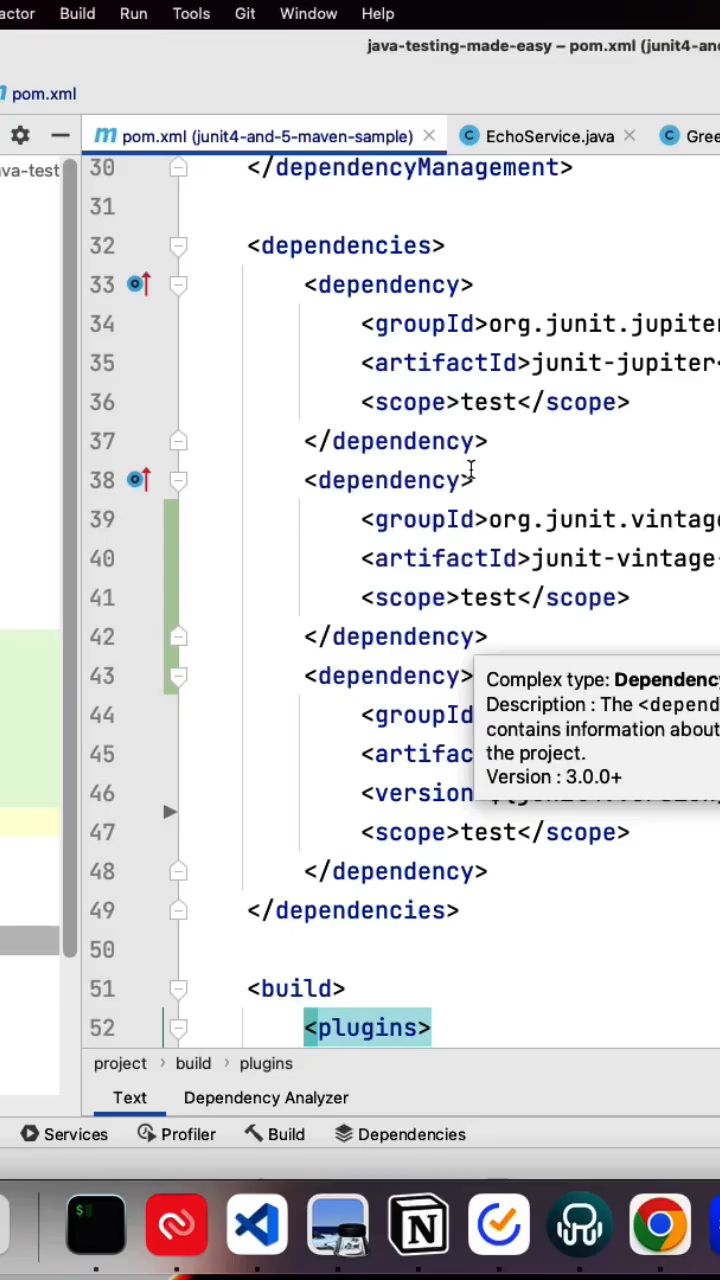 actor Build Run Tools Git Window Help
java-testing-made-easy – pom.xml (junit4-and
pom.xml
pom.xml (junit4-and-5-maven-sample) EchoService.java Gree
va-test
30 </dependencyManagement>
31
32 <dependencies>
33 <dependency>
34 <groupId>org.junit.jupiter
35 <artifactId>junit-jupiter<
36 <scope>test</scope>
37 </dependency>
38 <dependency>
39 <groupId>org.junit.vintag
40 <artifactId>junit-vintage-
41 <scope>test</scope>
42 </dependency>
43 <dependency>
44 <groupId
45 <artifac
46 <version
47 <scope>test</scope>
48 </dependency>
49 </dependencies>
50
51 <build>
52 <plugins>
Complex type: Dependency
Description : The <depend
contains information about
the project.
Version : 3.0.0+
project › build › plugins
Text Dependency Analyzer
Services Profiler Build Dependencies